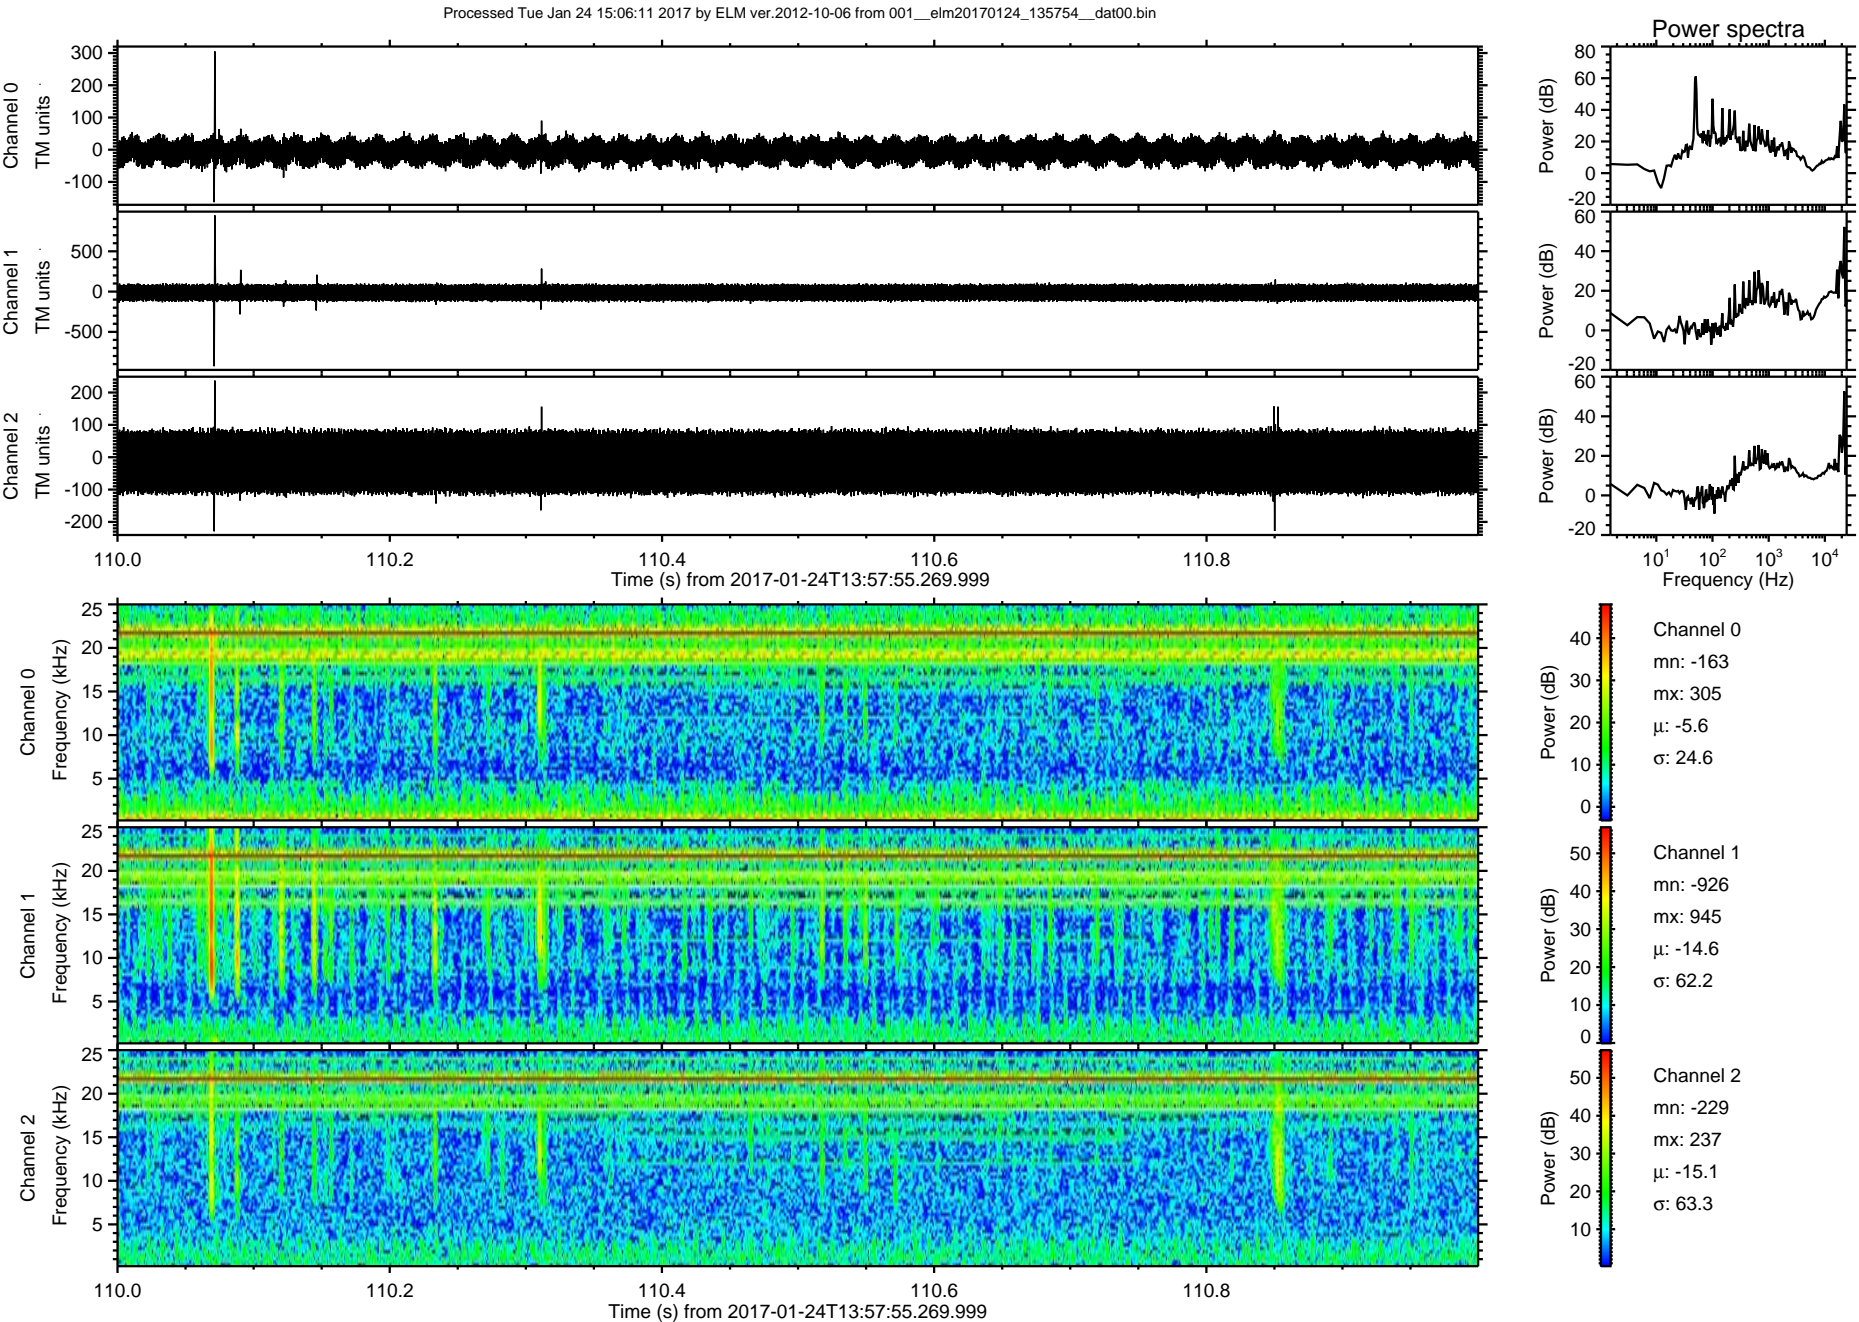 Processed Tue Jan 24 15:06:11 2017 by ELM ver.2012-10-06 from 001__elm20170124_135754__dat00.bin
Power spectra
Channel 0
TM units
300
200
100
0
-100
Power (dB)
80
60
40
20
0
-20
Channel 1
TM units
500
0
-500
Power (dB)
60
40
20
0
-20
Channel 2
TM units
200
100
0
-100
-200
Power (dB)
60
40
20
0
-20
110.0 110.2 110.4 110.6 110.8
Time (s) from 2017-01-24T13:57:55.269.999
10¹ 10² 10³ 10⁴
Frequency (Hz)
Channel 0
Frequency (kHz)
25
20
15
10
5
Power (dB)
40
30
20
10
0
Channel 0
mn: -163
mx: 305
μ: -5.6
σ: 24.6
Channel 1
Frequency (kHz)
25
20
15
10
5
Power (dB)
50
40
30
20
10
0
Channel 1
mn: -926
mx: 945
μ: -14.6
σ: 62.2
Channel 2
Frequency (kHz)
25
20
15
10
5
Power (dB)
50
40
30
20
10
Channel 2
mn: -229
mx: 237
μ: -15.1
σ: 63.3
110.0 110.2 110.4 110.6 110.8
Time (s) from 2017-01-24T13:57:55.269.999